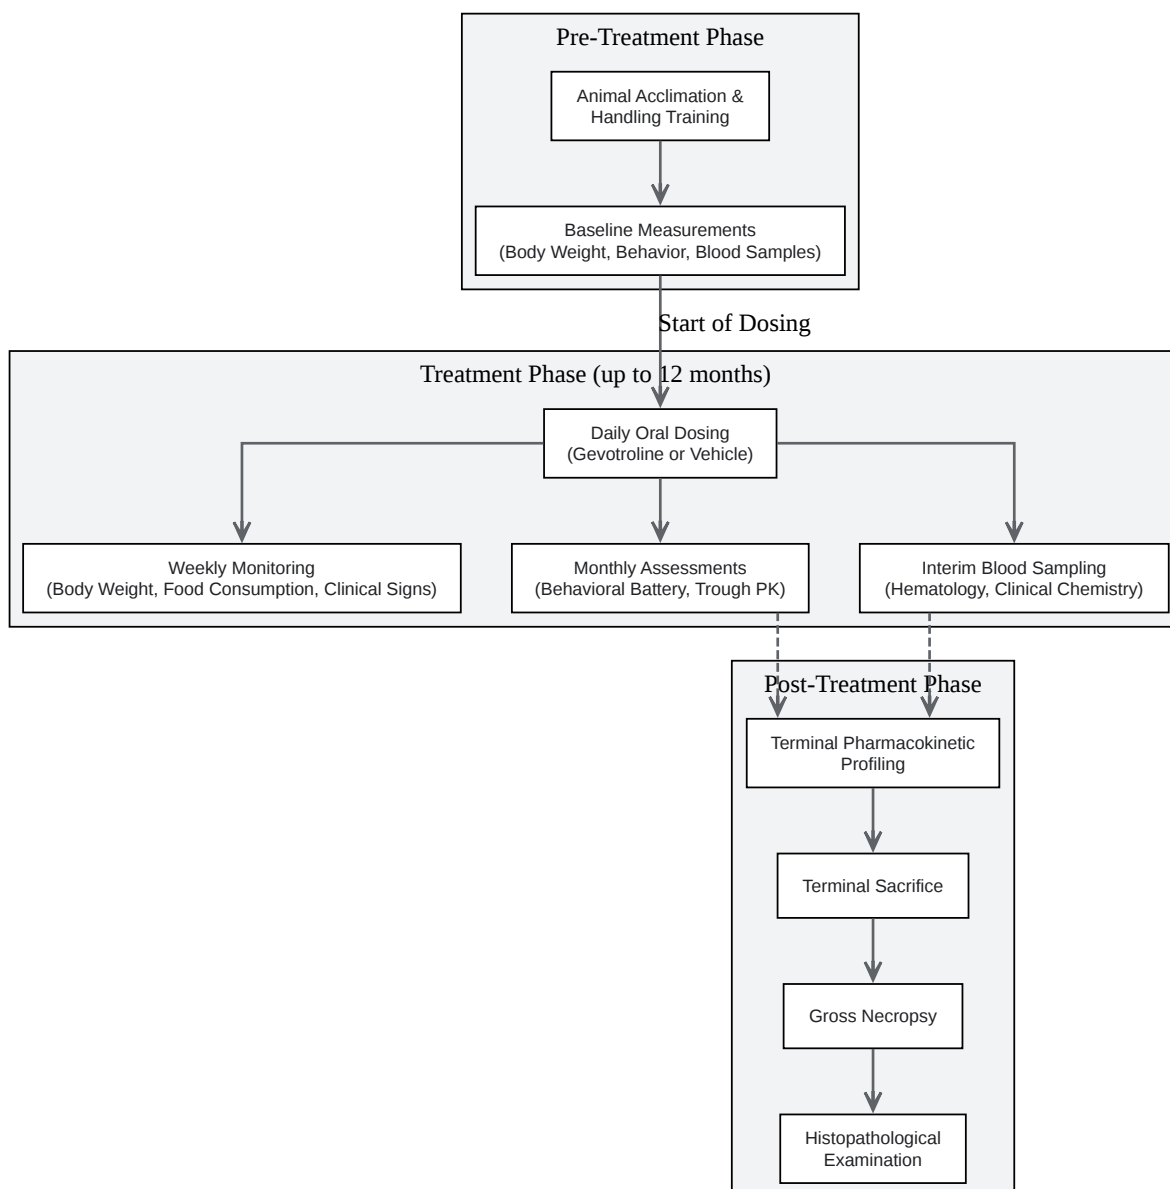 Pre-Treatment Phase
Animal Acclimation &
Handling Training
Baseline Measurements
(Body Weight, Behavior, Blood Samples)
Start of Dosing
Treatment Phase (up to 12 months)
Daily Oral Dosing
(Gevotroline or Vehicle)
Weekly Monitoring
(Body Weight, Food Consumption, Clinical Signs)
Monthly Assessments
(Behavioral Battery, Trough PK)
Interim Blood Sampling
(Hematology, Clinical Chemistry)
Post-Treatment Phase
Terminal Pharmacokinetic
Profiling
Terminal Sacrifice
Gross Necropsy
Histopathological
Examination